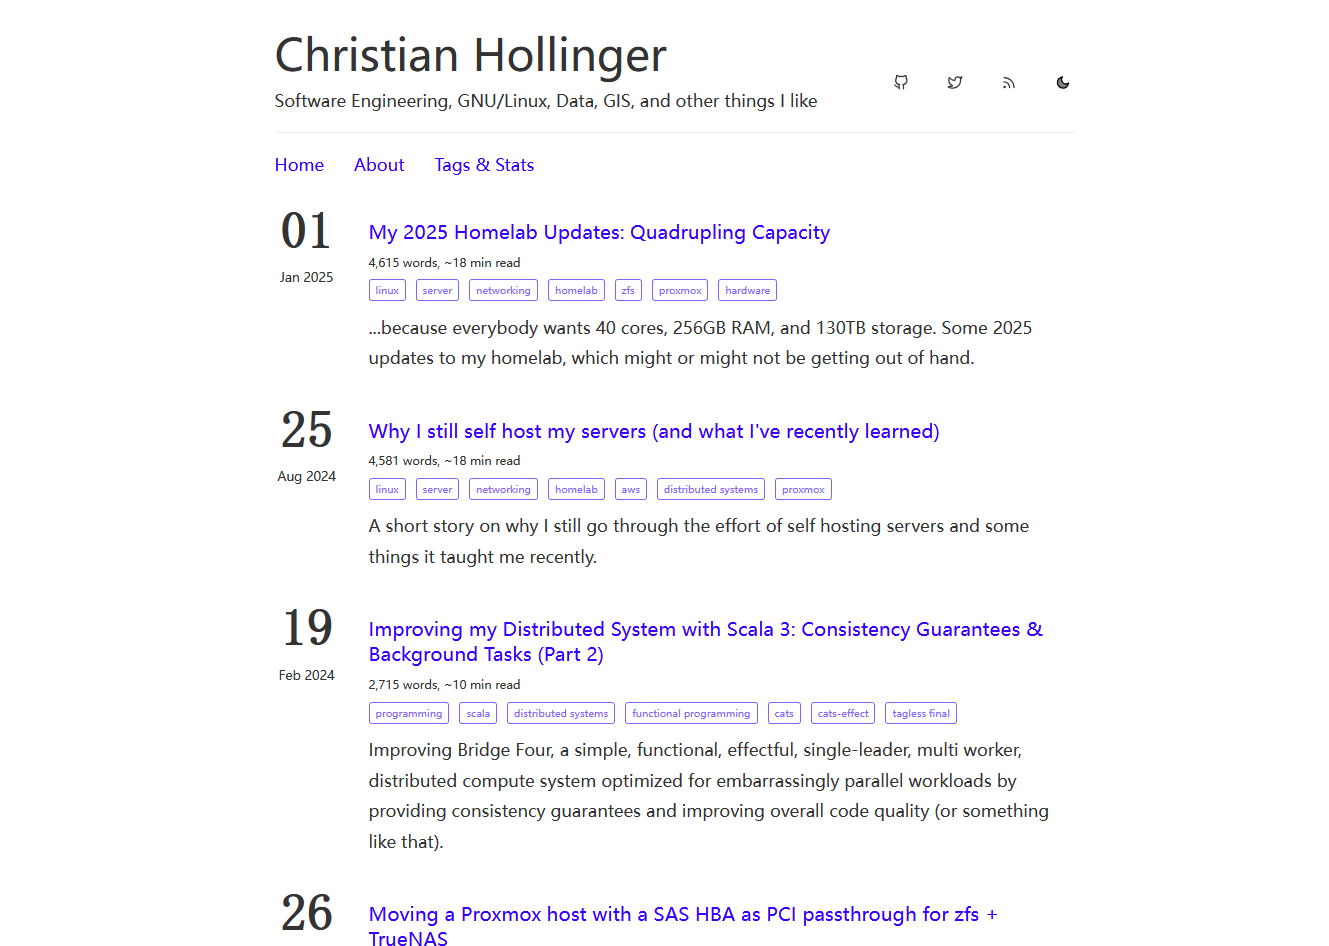 Christian Hollinger
Software Engineering, GNU/Linux, Data, GIS, and other things I like
Home About Tags & Stats
01
Jan 2025
My 2025 Homelab Updates: Quadrupling Capacity
4,615 words, ~18 min read
linux server networking homelab zfs proxmox hardware
...because everybody wants 40 cores, 256GB RAM, and 130TB storage. Some 2025
updates to my homelab, which might or might not be getting out of hand.
25
Aug 2024
Why I still self host my servers (and what I've recently learned)
4,581 words, ~18 min read
linux server networking homelab aws distributed systems proxmox
A short story on why I still go through the effort of self hosting servers and some
things it taught me recently.
19
Feb 2024
Improving my Distributed System with Scala 3: Consistency Guarantees &
Background Tasks (Part 2)
2,715 words, ~10 min read
programming scala distributed systems functional programming cats cats-effect tagless final
Improving Bridge Four, a simple, functional, effectful, single-leader, multi worker,
distributed compute system optimized for embarrassingly parallel workloads by
providing consistency guarantees and improving overall code quality (or something
like that).
26
Moving a Proxmox host with a SAS HBA as PCI passthrough for zfs +
TrueNAS